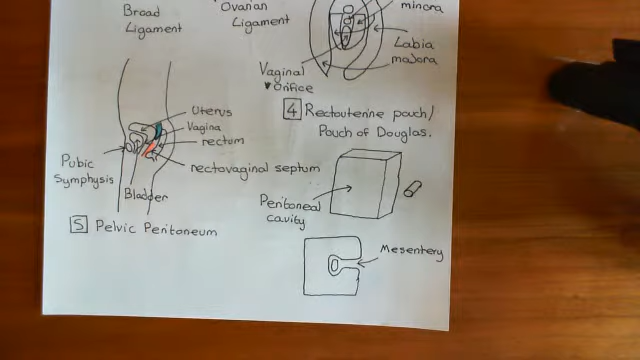 Broad
Ligament
Ovarian
Ligament
minora
Labia
majora
Vaginal
Orifice
4 Rectouterine pouch/
Pouch of Douglas.
Uterus
Vagina
rectum
rectovaginal septum
Pubic
Symphysis
Bladder
Peritoneal
cavity
5 Pelvic Peritoneum
Mesentery